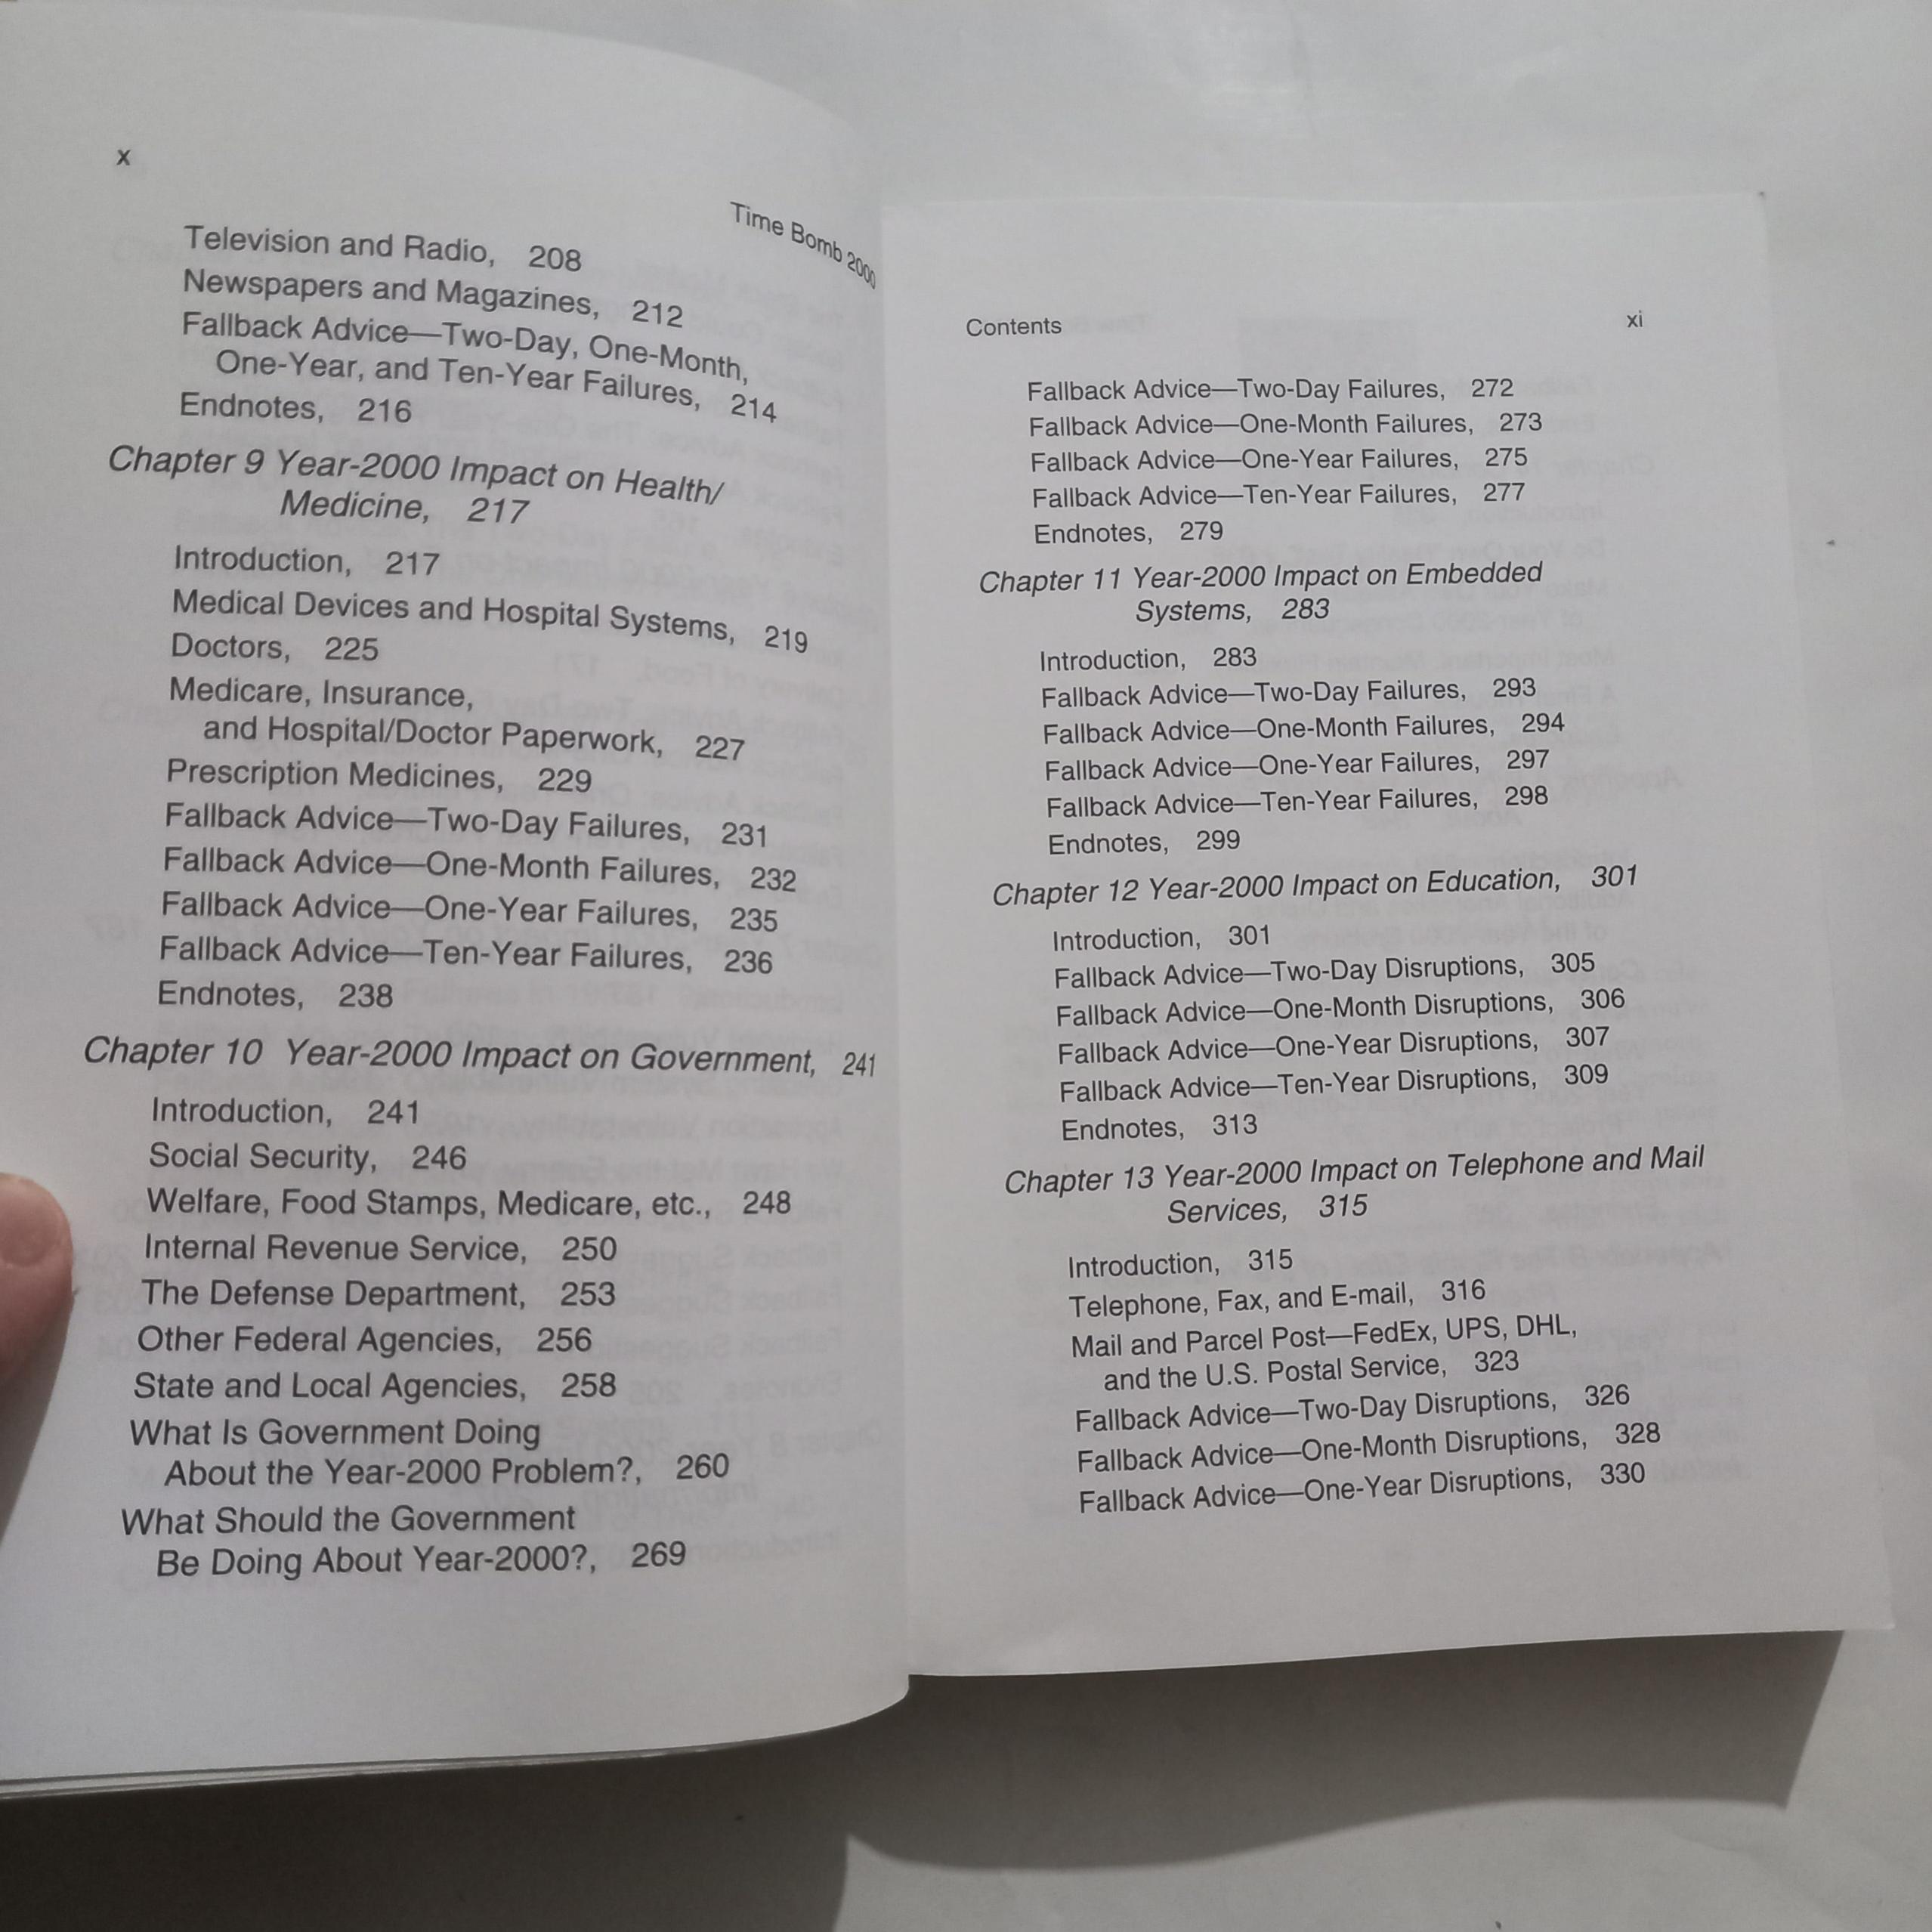 x
Time Bomb 2000
Television and Radio, 208
Newspapers and Magazines, 212
Fallback Advice—Two-Day, One-Month,
One-Year, and Ten-Year Failures, 214
Endnotes, 216
Chapter 9 Year-2000 Impact on Health/
Medicine, 217
Introduction, 217
Medical Devices and Hospital Systems, 219
Doctors, 225
Medicare, Insurance,
and Hospital/Doctor Paperwork, 227
Prescription Medicines, 229
Fallback Advice—Two-Day Failures, 231
Fallback Advice—One-Month Failures, 232
Fallback Advice—One-Year Failures, 235
Fallback Advice—Ten-Year Failures, 236
Endnotes, 238
Chapter 10 Year-2000 Impact on Government, 241
Introduction, 241
Social Security, 246
Welfare, Food Stamps, Medicare, etc., 248
Internal Revenue Service, 250
The Defense Department, 253
Other Federal Agencies, 256
State and Local Agencies, 258
What Is Government Doing
About the Year-2000 Problem?, 260
What Should the Government
Be Doing About Year-2000?, 269
Contents
xi
Fallback Advice—Two-Day Failures, 272
Fallback Advice—One-Month Failures, 273
Fallback Advice—One-Year Failures, 275
Fallback Advice—Ten-Year Failures, 277
Endnotes, 279
Chapter 11 Year-2000 Impact on Embedded
Systems, 283
Introduction, 283
Fallback Advice—Two-Day Failures, 293
Fallback Advice—One-Month Failures, 294
Fallback Advice—One-Year Failures, 297
Fallback Advice—Ten-Year Failures, 298
Endnotes, 299
Chapter 12 Year-2000 Impact on Education, 301
Introduction, 301
Fallback Advice—Two-Day Disruptions, 305
Fallback Advice—One-Month Disruptions, 306
Fallback Advice—One-Year Disruptions, 307
Fallback Advice—Ten-Year Disruptions, 309
Endnotes, 313
Chapter 13 Year-2000 Impact on Telephone and Mail
Services, 315
Introduction, 315
Telephone, Fax, and E-mail, 316
Mail and Parcel Post—FedEx, UPS, DHL,
and the U.S. Postal Service, 323
Fallback Advice—Two-Day Disruptions, 326
Fallback Advice—One-Month Disruptions, 328
Fallback Advice—One-Year Disruptions, 330